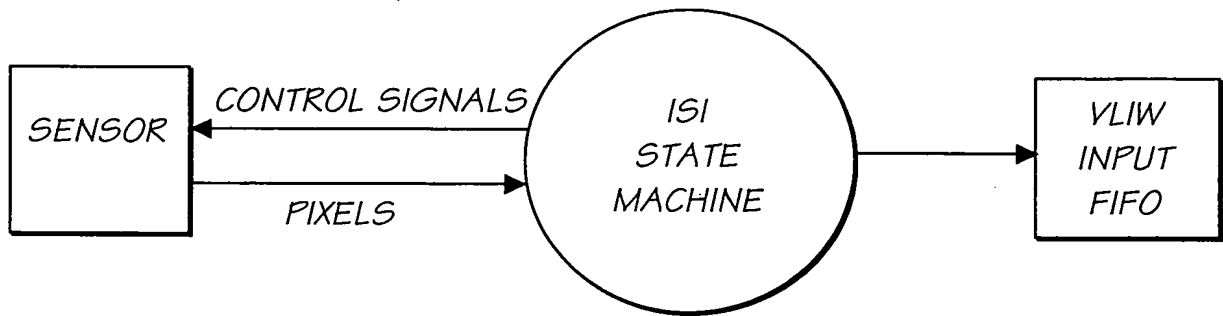 SENSOR
CONTROL SIGNALS
PIXELS
ISI
STATE
MACHINE
VLIW
INPUT
FIFO